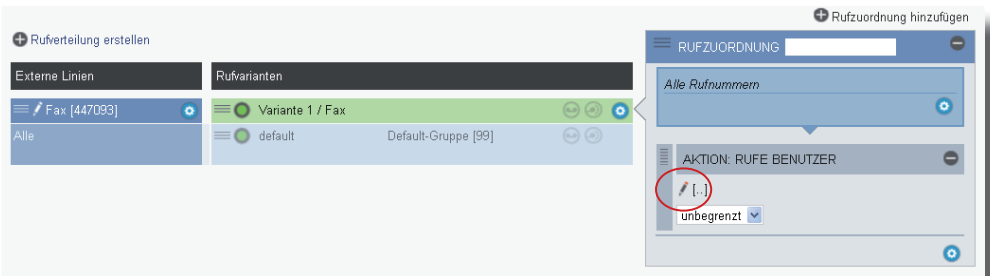 Rufzuordnung hinzufügen
Rufverteilung erstellen
RUFZUORDNUNG
Externe Linien
Rufvarianten
Alle Rufnummern
Fax [447093]
Variante 1 / Fax
Alle
default
Default-Gruppe [99]
AKTION: RUFE BENUTZER
[..]
unbegrenzt